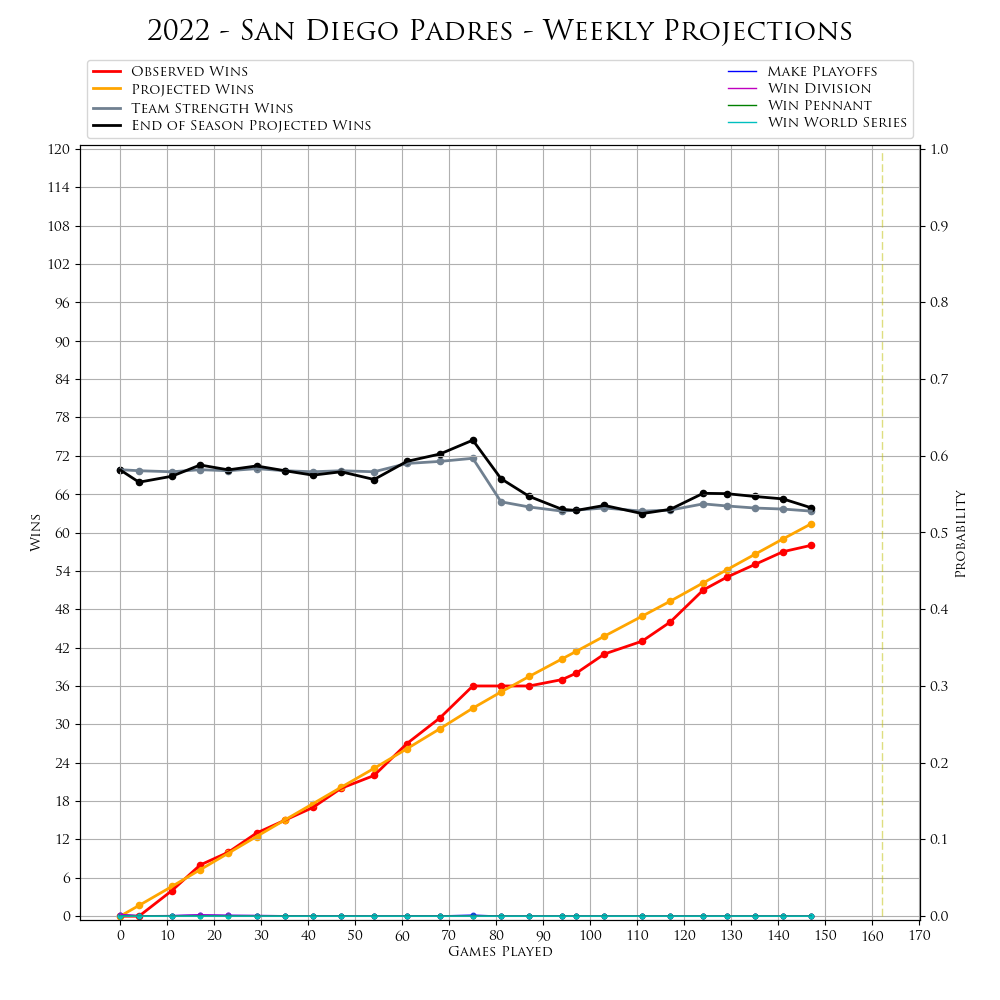 2022 - San Diego Padres - Weekly Projections
Observed Wins
Projected Wins
Team Strength Wins
End of Season Projected Wins
Make Playoffs
Win Division
Win Pennant
Win World Series
120
114
108
102
96
90
84
78
72
66
60
54
48
42
36
30
24
18
12
6
0
Wins
1.0
0.9
0.8
0.7
0.6
0.5
0.4
0.3
0.2
0.1
0.0
Probability
0 10 20 30 40 50 60 70 80 90 100 110 120 130 140 150 160 170
Games Played